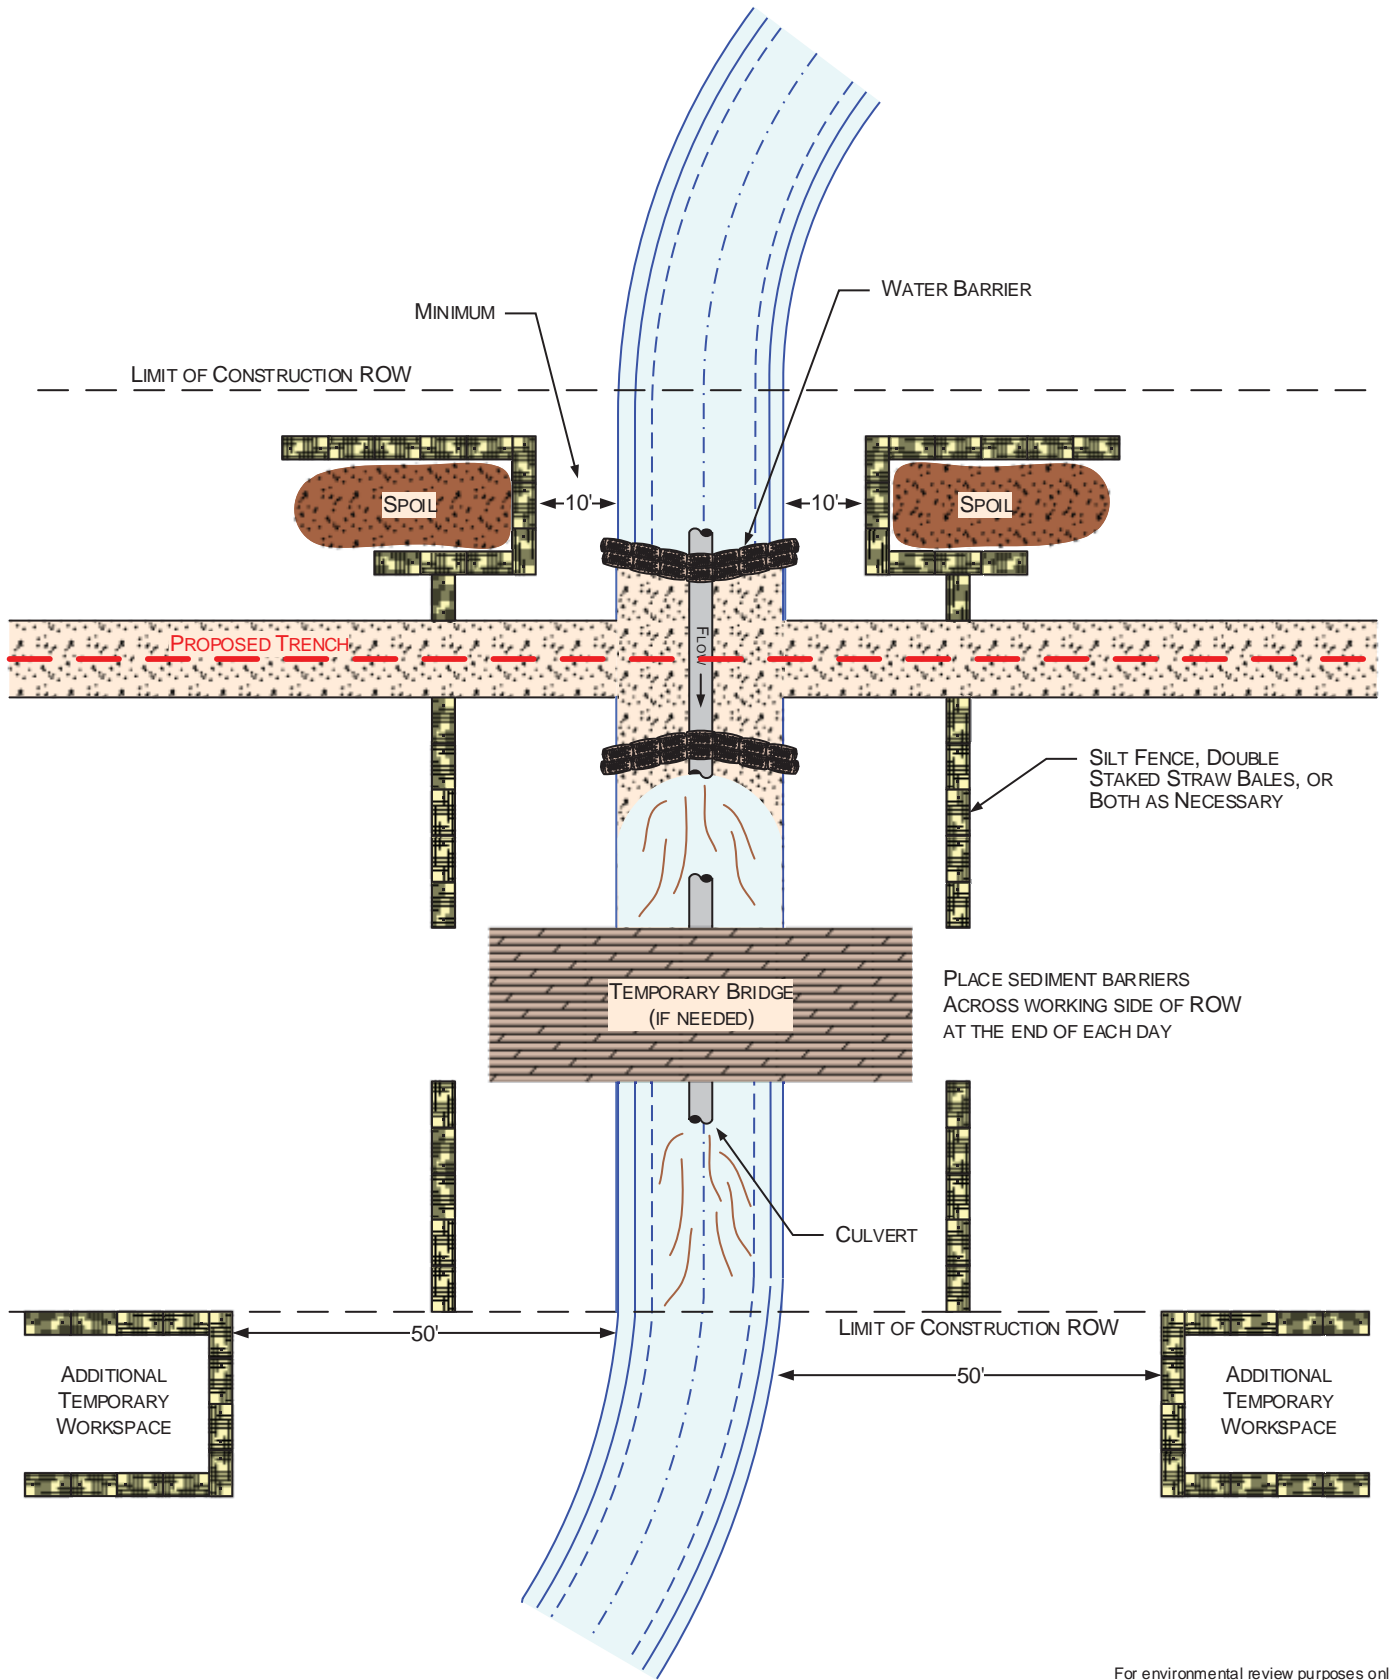 WATER BARRIER
MINIMUM
LIMIT OF CONSTRUCTION ROW
SPOIL
10'
10'
SPOIL
PROPOSED TRENCH
FLOW
SILT FENCE, DOUBLE
STAKED STRAW BALES, OR
BOTH AS NECESSARY
TEMPORARY BRIDGE
(IF NEEDED)
PLACE SEDIMENT BARRIERS
ACROSS WORKING SIDE OF ROW
AT THE END OF EACH DAY
CULVERT
50'
LIMIT OF CONSTRUCTION ROW
50'
ADDITIONAL
TEMPORARY
WORKSPACE
ADDITIONAL
TEMPORARY
WORKSPACE
For environmental review purposes onl